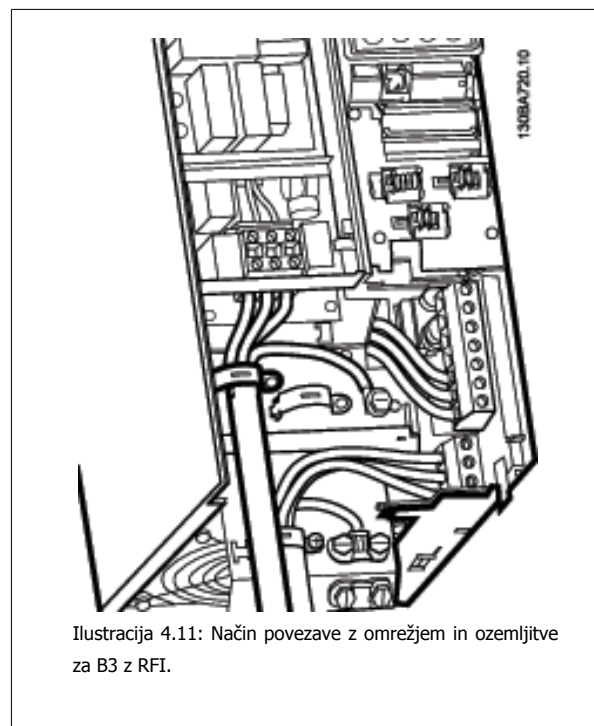 130BA720.10
Ilustracija 4.11: Način povezave z omrežjem in ozemljitve
za B3 z RFI.